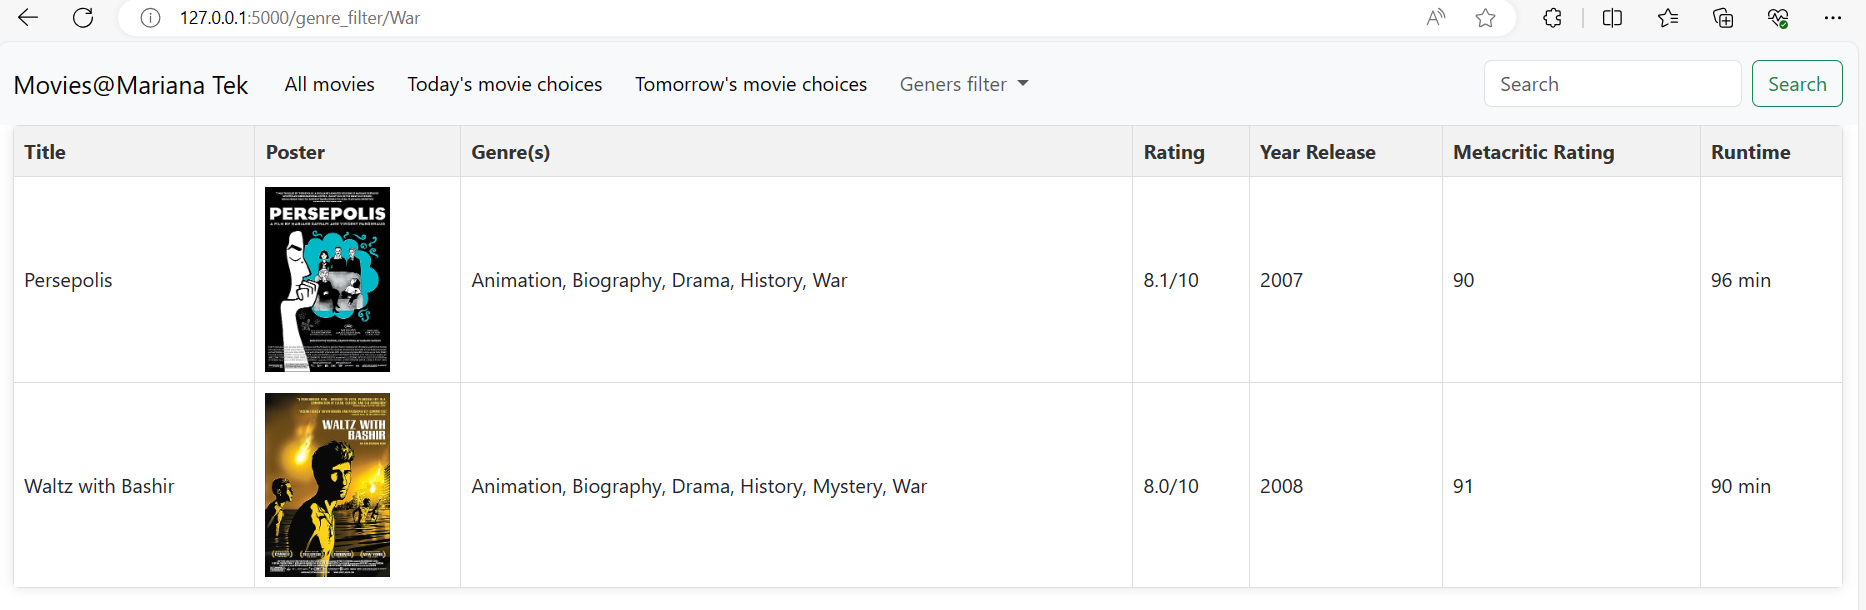 127.0.0.1:5000/genre_filter/War
Movies@Mariana Tek All movies Today's movie choices Tomorrow's movie choices Geners filter Search Search
Title Poster Genre(s) Rating Year Release Metacritic Rating Runtime
PERSEPOLIS
Persepolis Animation, Biography, Drama, History, War 8.1/10 2007 90 96 min
WALTZ WITH
BASHIR
Waltz with Bashir Animation, Biography, Drama, History, Mystery, War 8.0/10 2008 91 90 min